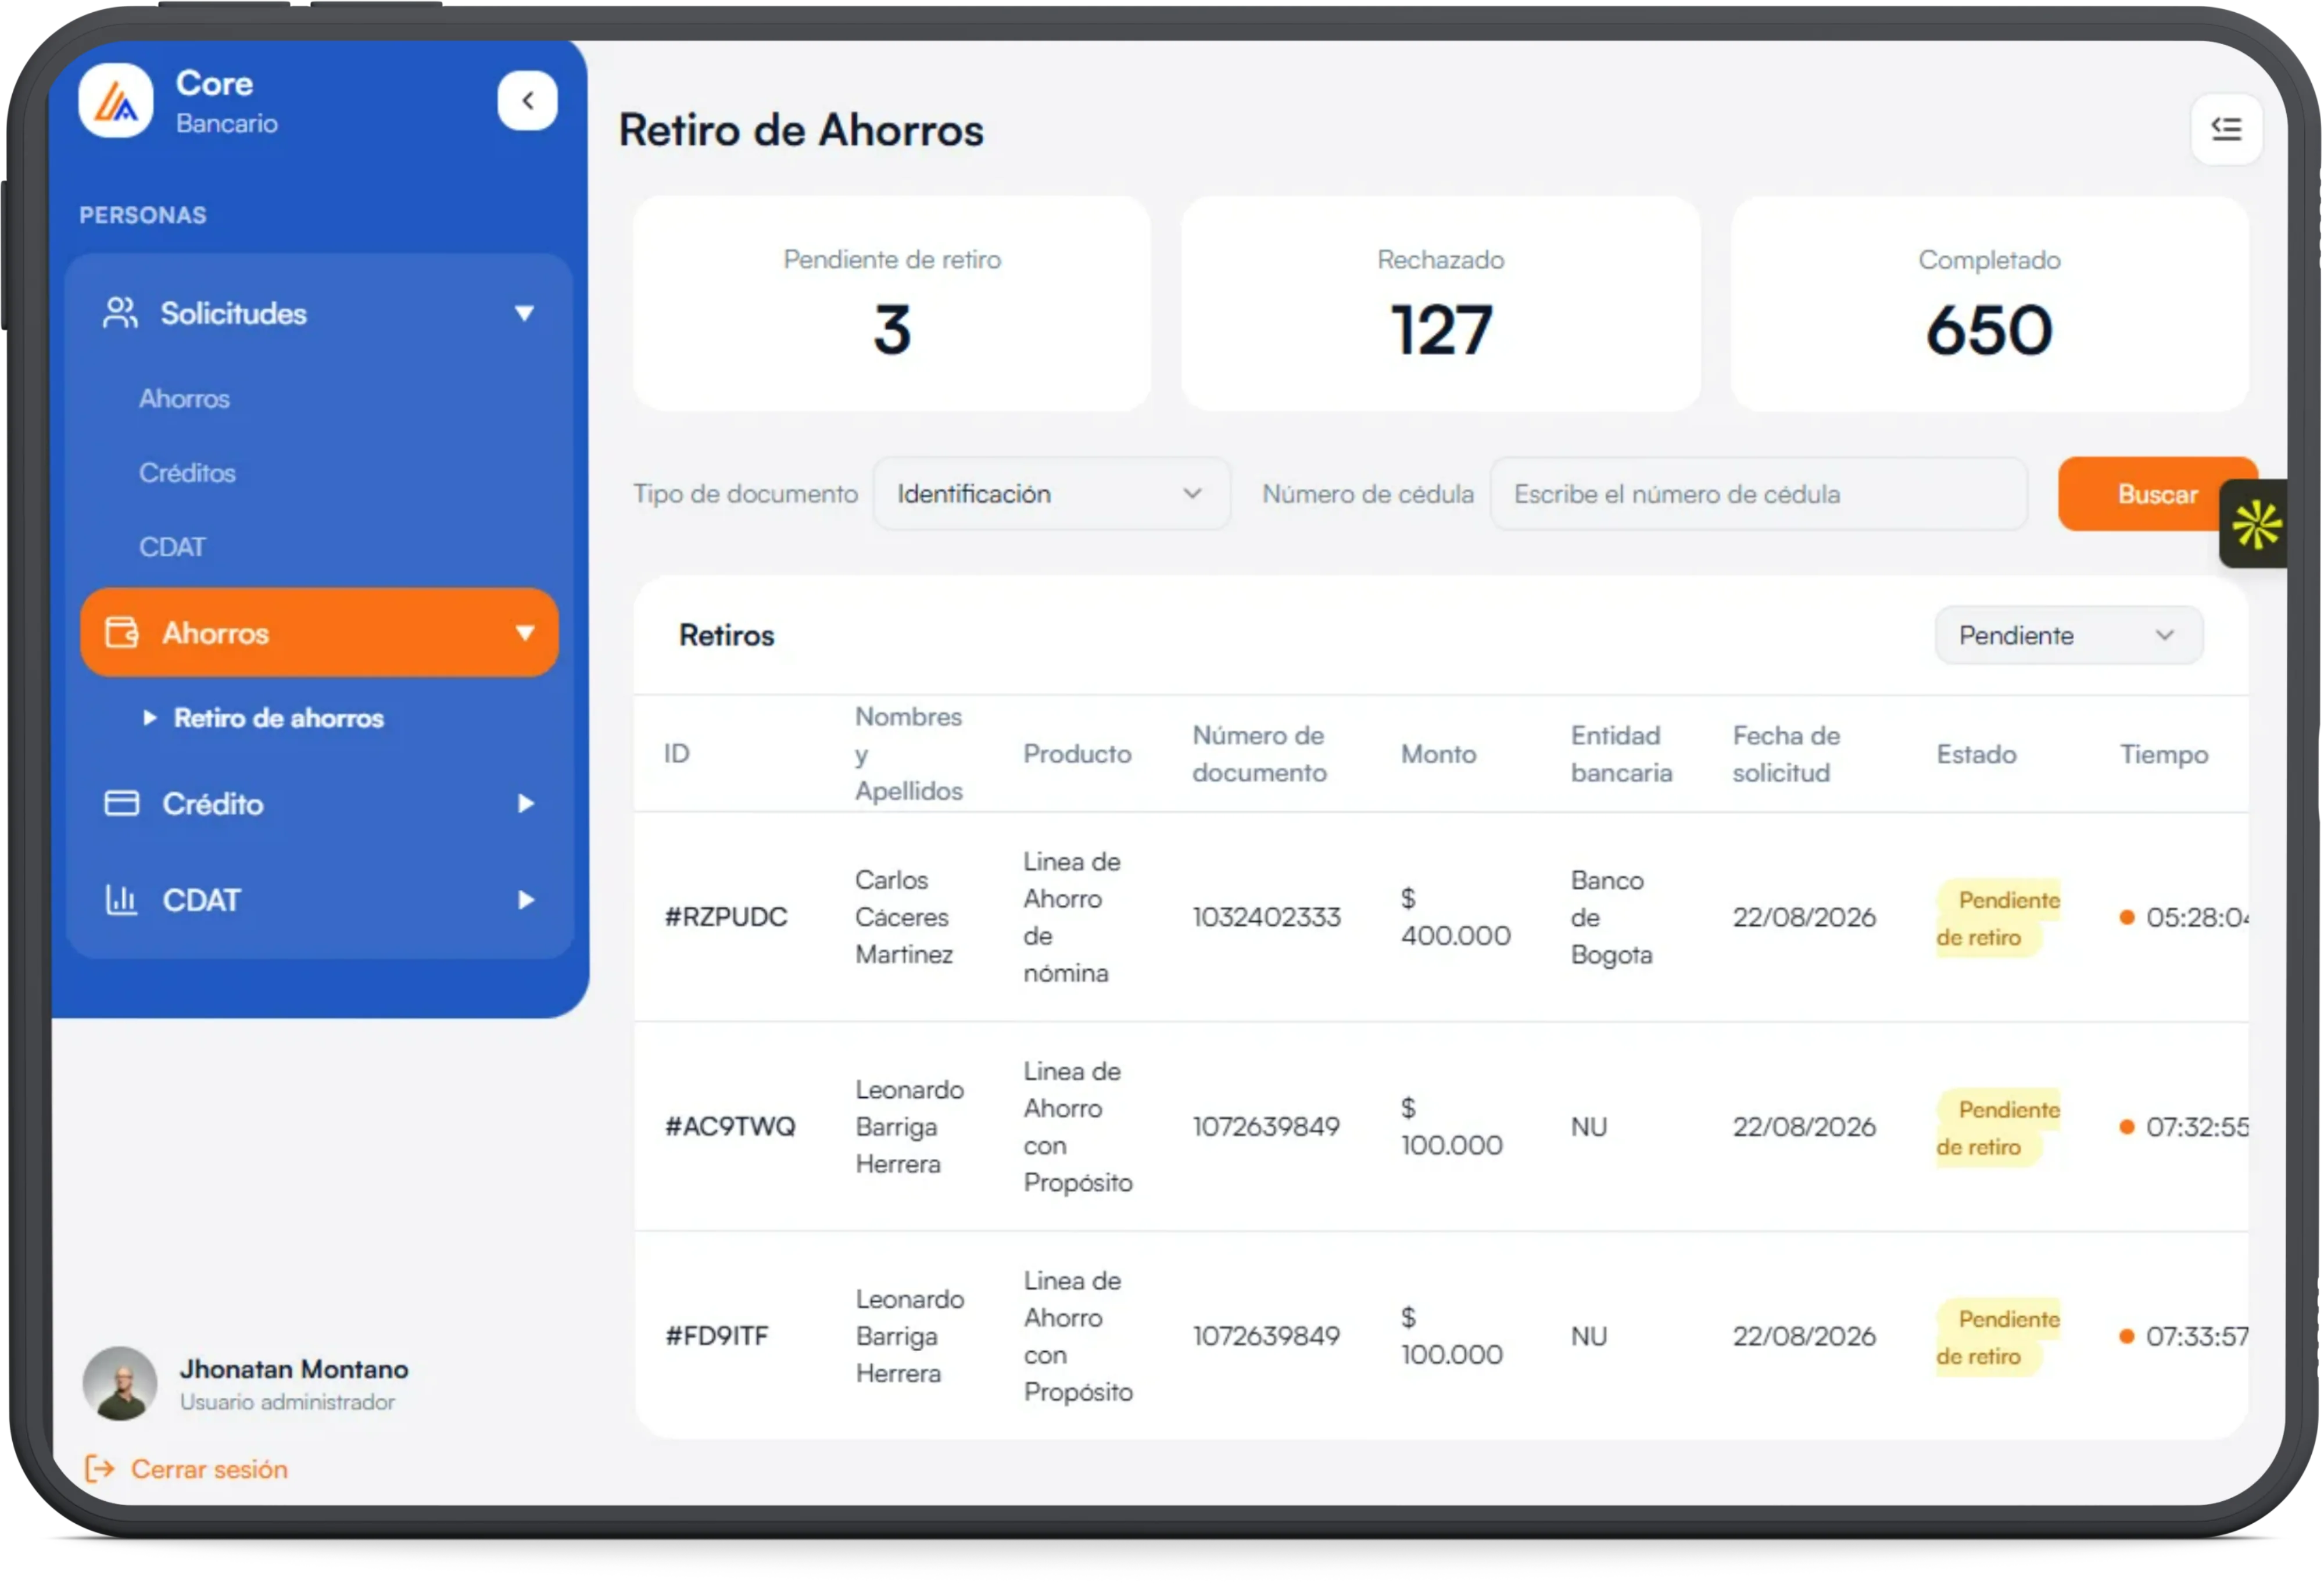 Core
Bancario
PERSONAS
Solicitudes
Ahorros
Créditos
CDAT
Ahorros
Retiro de ahorros
Crédito
CDAT
Jhonatan Montano
Usuario administrador
Cerrar sesión
Retiro de Ahorros
Pendiente de retiro
3
Rechazado
127
Completado
650
Tipo de documento
Identificación
Número de cédula
Escribe el número de cédula
Buscar
Retiros
Pendiente
ID
Nombres
y
Apellidos
Producto
Número de
documento
Monto
Entidad
bancaria
Fecha de
solicitud
Estado
Tiempo
#RZPUDC
Carlos
Cáceres
Martinez
Linea de
Ahorro
de
nómina
1032402333
$
400.000
Banco
de
Bogota
22/08/2026
Pendiente
de retiro
05:28:04
#AC9TWQ
Leonardo
Barriga
Herrera
Linea de
Ahorro
con
Propósito
1072639849
$
100.000
NU
22/08/2026
Pendiente
de retiro
07:32:55
#FD9ITF
Leonardo
Barriga
Herrera
Linea de
Ahorro
con
Propósito
1072639849
$
100.000
NU
22/08/2026
Pendiente
de retiro
07:33:57